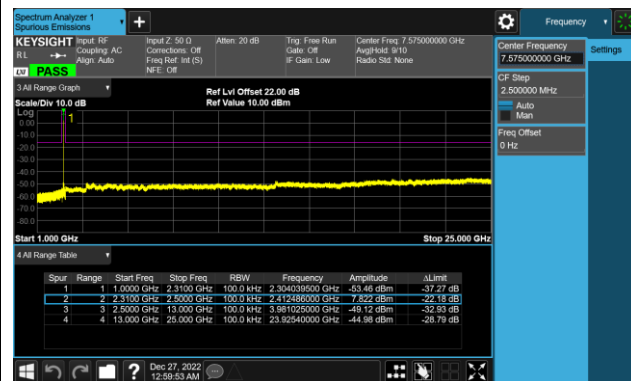 Spectrum Analyzer 1
Spurious Emissions
+
Frequency
KEYSIGHT
Input: RF
Coupling: AC
Align: Auto
Input Z: 50 Ω
Corrections: Off
Freq Ref: Int (S)
NFE: Off
Atten: 20 dB
Trig: Free Run
Gate: Off
IF Gain: Low
Center Freq: 7.575000000 GHz
Avg|Hold: 9/10
Radio Std: None
R L
LXI
PASS
Center Frequency
7.575000000 GHz
Settings
CF Step
2.500000 MHz
Auto
Man
Freq Offset
0 Hz
3 All Range Graph
Ref Lvl Offset 22.00 dB
Scale/Div 10.0 dB
Ref Value 10.00 dBm
Log
1
0.00
-10.0
-20.0
-30.0
-40.0
-50.0
-60.0
-70.0
-80.0
Start 1.000 GHz
Stop 25.000 GHz
4 All Range Table
Spur Range Start Freq Stop Freq RBW Frequency Amplitude ΔLimit
1 1 1.0000 GHz 2.3100 GHz 100.0 kHz 2.304039500 GHz -53.46 dBm -37.27 dB
2 2 2.3100 GHz 2.5000 GHz 100.0 kHz 2.412486000 GHz 7.822 dBm -22.18 dB
3 3 2.5000 GHz 13.000 GHz 100.0 kHz 3.981025000 GHz -49.12 dBm -32.93 dB
4 4 13.000 GHz 25.000 GHz 100.0 kHz 23.92540000 GHz -44.98 dBm -28.79 dB
?
Dec 27, 2022
12:59:53 AM